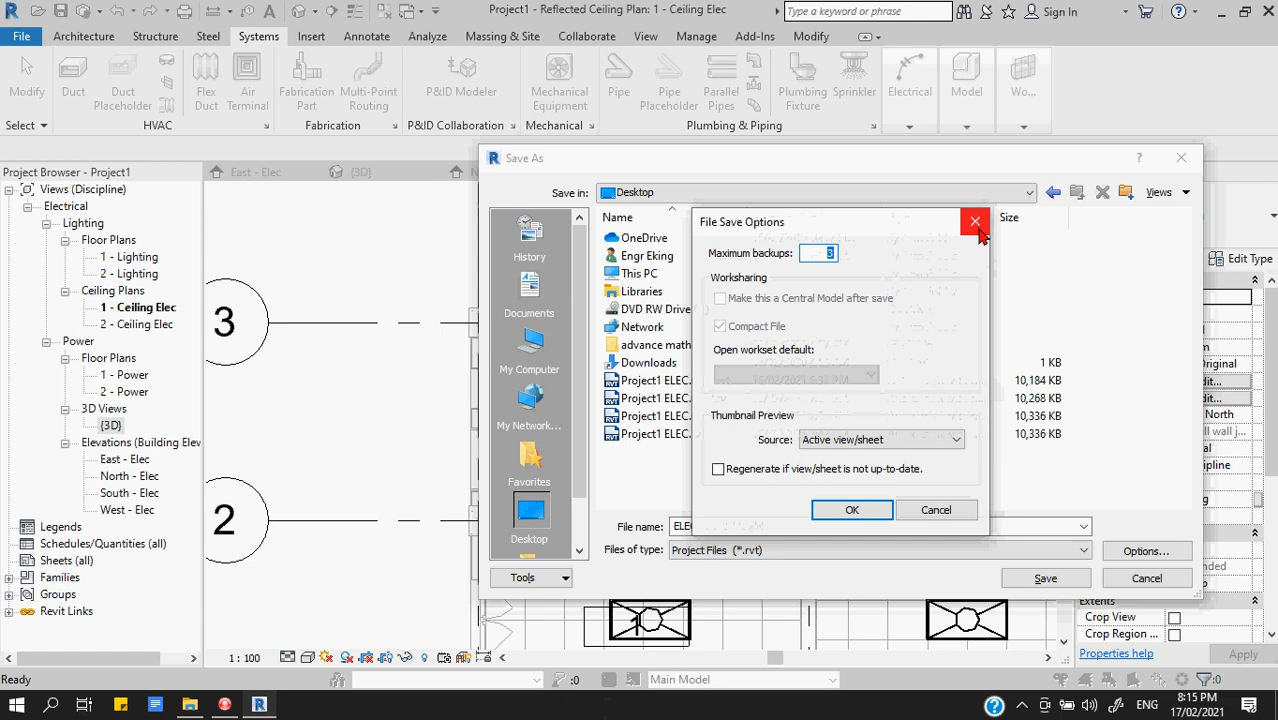 Project1 - Reflected Ceiling Plan: 1 - Ceiling Elec
Type a keyword or phrase
Sign In
File
Architecture
Structure
Steel
Systems
Insert
Annotate
Analyze
Massing & Site
Collaborate
View
Manage
Add-Ins
Modify
Modify
Duct
Duct
Placeholder
Flex
Duct
Air
Terminal
Fabrication
Part
Multi-Point
Routing
P&ID Modeler
Mechanical
Equipment
Pipe
Pipe
Placeholder
Parallel
Pipes
Plumbing
Fixture
Sprinkler
Electrical
Model
Wo...
Select
HVAC
Fabrication
P&ID Collaboration
Mechanical
Plumbing & Piping
Project Browser - Project1
Views (Discipline)
Electrical
Lighting
Floor Plans
1 - Lighting
2 - Lighting
Ceiling Plans
1 - Ceiling Elec
2 - Ceiling Elec
Power
Floor Plans
1 - Power
2 - Power
3D Views
{3D}
Elevations (Building Elev
East - Elec
North - Elec
South - Elec
West - Elec
Legends
Schedules/Quantities (all)
Sheets (all)
Families
Groups
Revit Links
East - Elec
{3D}
3
2
1
Save As
?
Save in:
Desktop
Views
History
Documents
My Computer
My Network...
Favorites
Desktop
Name
Size
OneDrive
Engr Eking
This PC
Libraries
DVD RW Drive
Network
advance math
Downloads
1 KB
Project1 ELEC.
10,184 KB
Project1 ELEC.
10,268 KB
Project1 ELEC.
10,336 KB
Project1 ELEC.
10,336 KB
File name:
Files of type:
Project Files (*.rvt)
Options...
Tools
Save
Cancel
File Save Options
Maximum backups:
3
Worksharing
Make this a Central Model after save
Compact File
Open workset default:
Thumbnail Preview
Source:
Active view/sheet
Regenerate if view/sheet is not up-to-date.
OK
Cancel
Edit Type
Original
North
Extents
Crop View
Crop Region ...
Properties help
Apply
1 : 100
Ready
:0
Main Model
:0
ENG
8:15 PM
17/02/2021